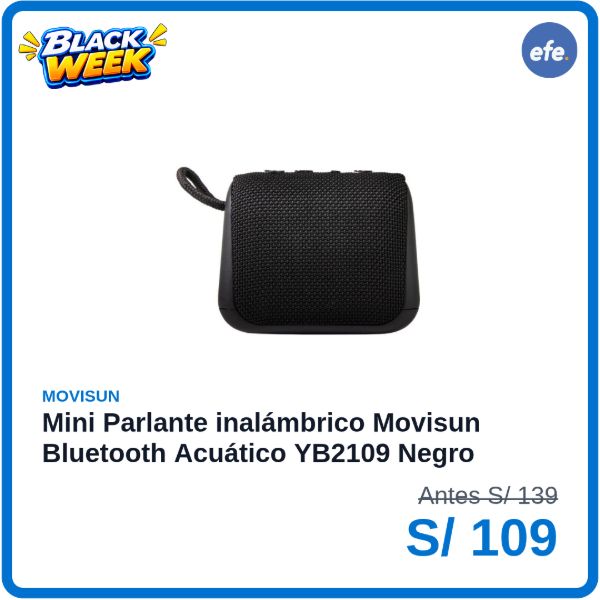 BLACK
WEEK
efe.
MOVISUN
Mini Parlante inalámbrico Movisun
Bluetooth Acuático YB2109 Negro
Antes S/ 139
S/ 109